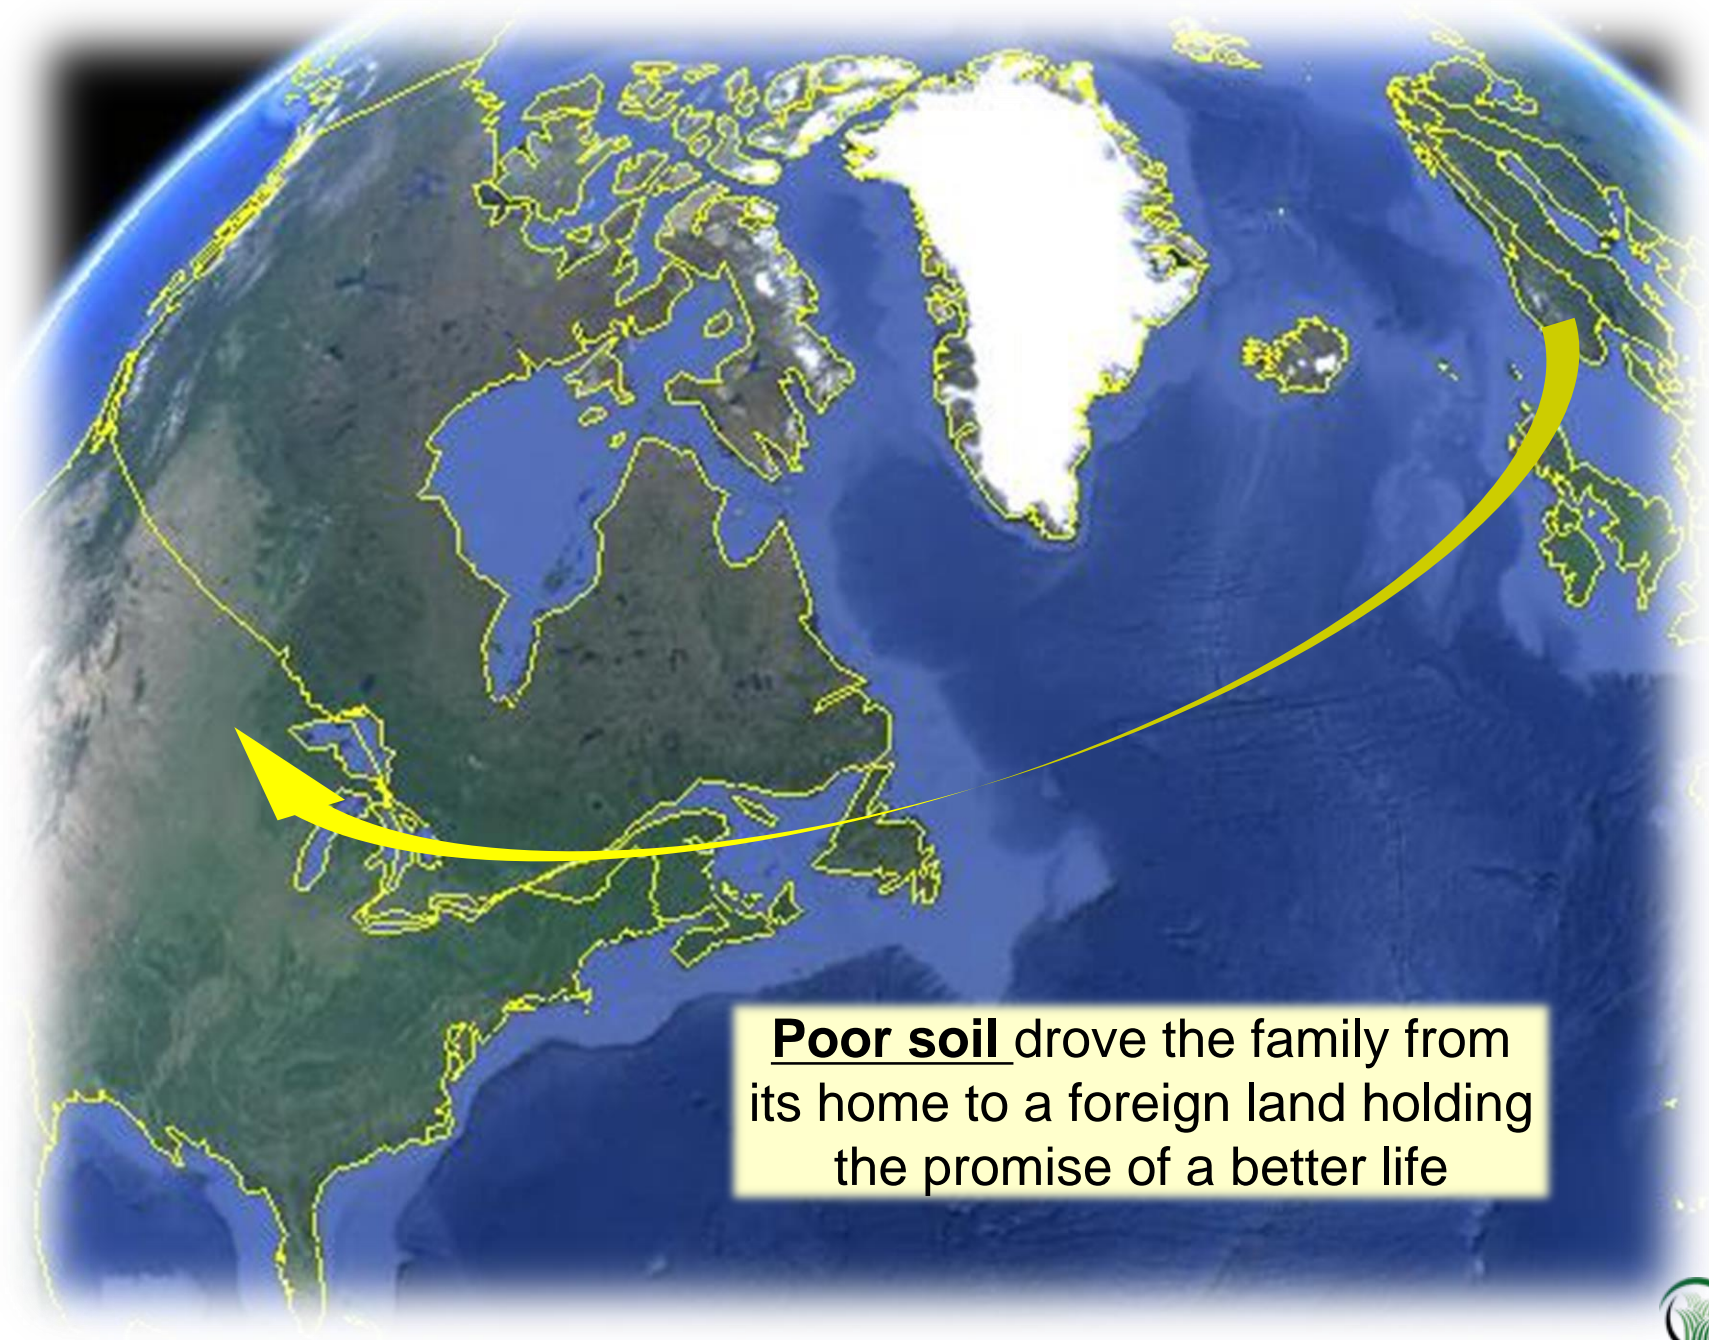 Poor soil drove the family from
its home to a foreign land holding
the promise of a better life